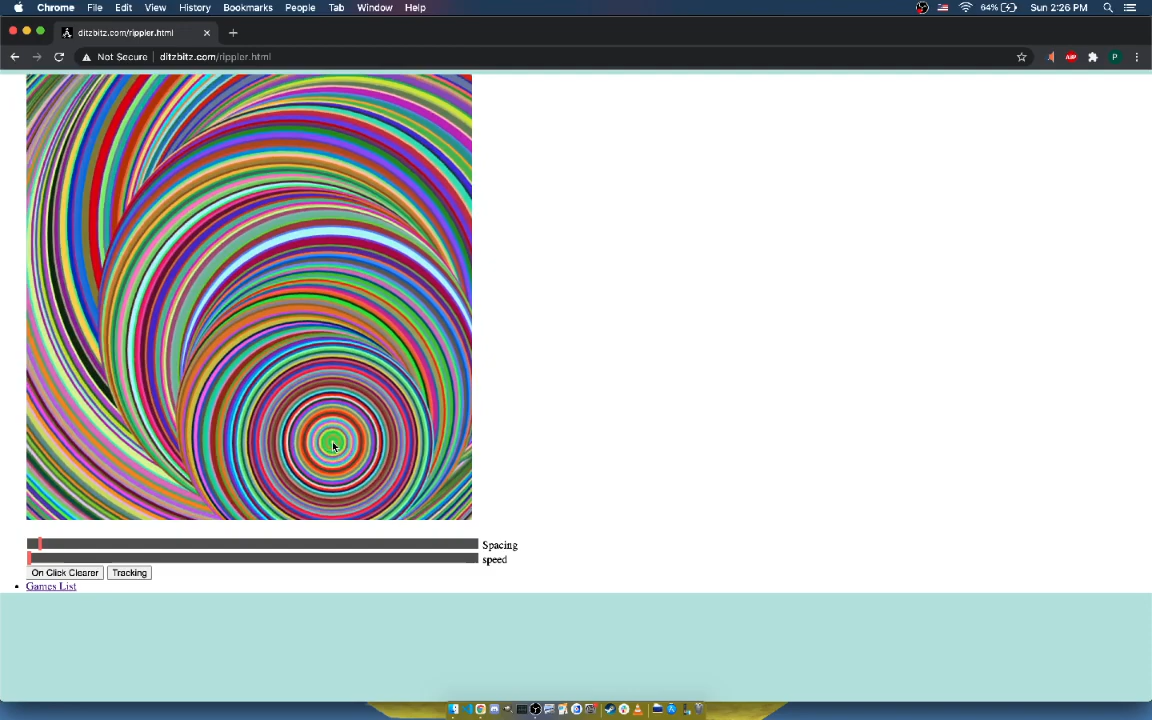 Chrome File Edit View History Bookmarks People Tab Window Help 64% Sun 2:26 PM
ditzbitz.com/rippler.html
Not Secure ditzbitz.com/rippler.html ABP P
Spacing
speed
On Click Clearer Tracking
Games List